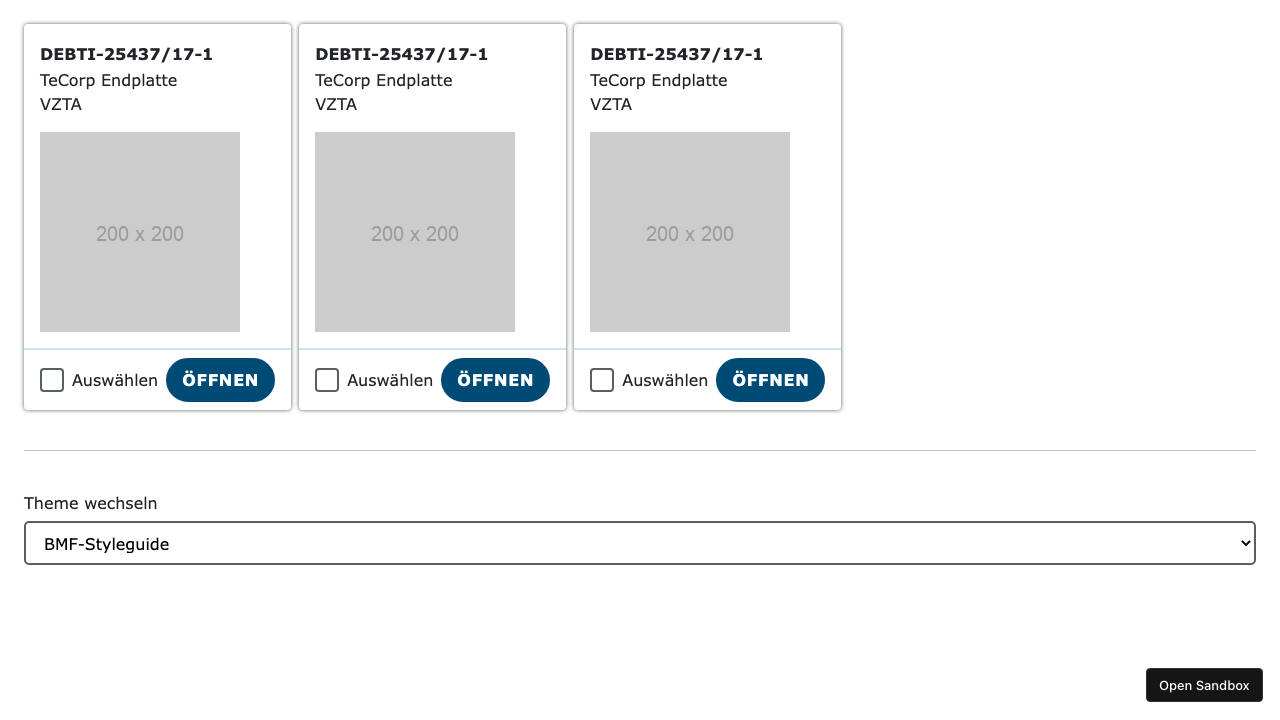 DEBTI-25437/17-1
TeCorp Endplatte
VZTA
200 x 200
Auswählen ÖFFNEN
DEBTI-25437/17-1
TeCorp Endplatte
VZTA
200 x 200
Auswählen ÖFFNEN
DEBTI-25437/17-1
TeCorp Endplatte
VZTA
200 x 200
Auswählen ÖFFNEN
Theme wechseln
BMF-Styleguide
Open Sandbox